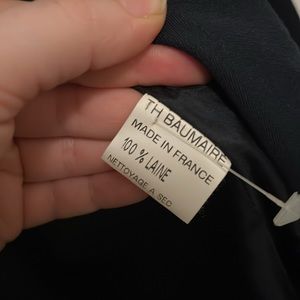 TH BAUMAIRE
MADE IN FRANCE
100 % LAINE
NETTOYAGE A SEC